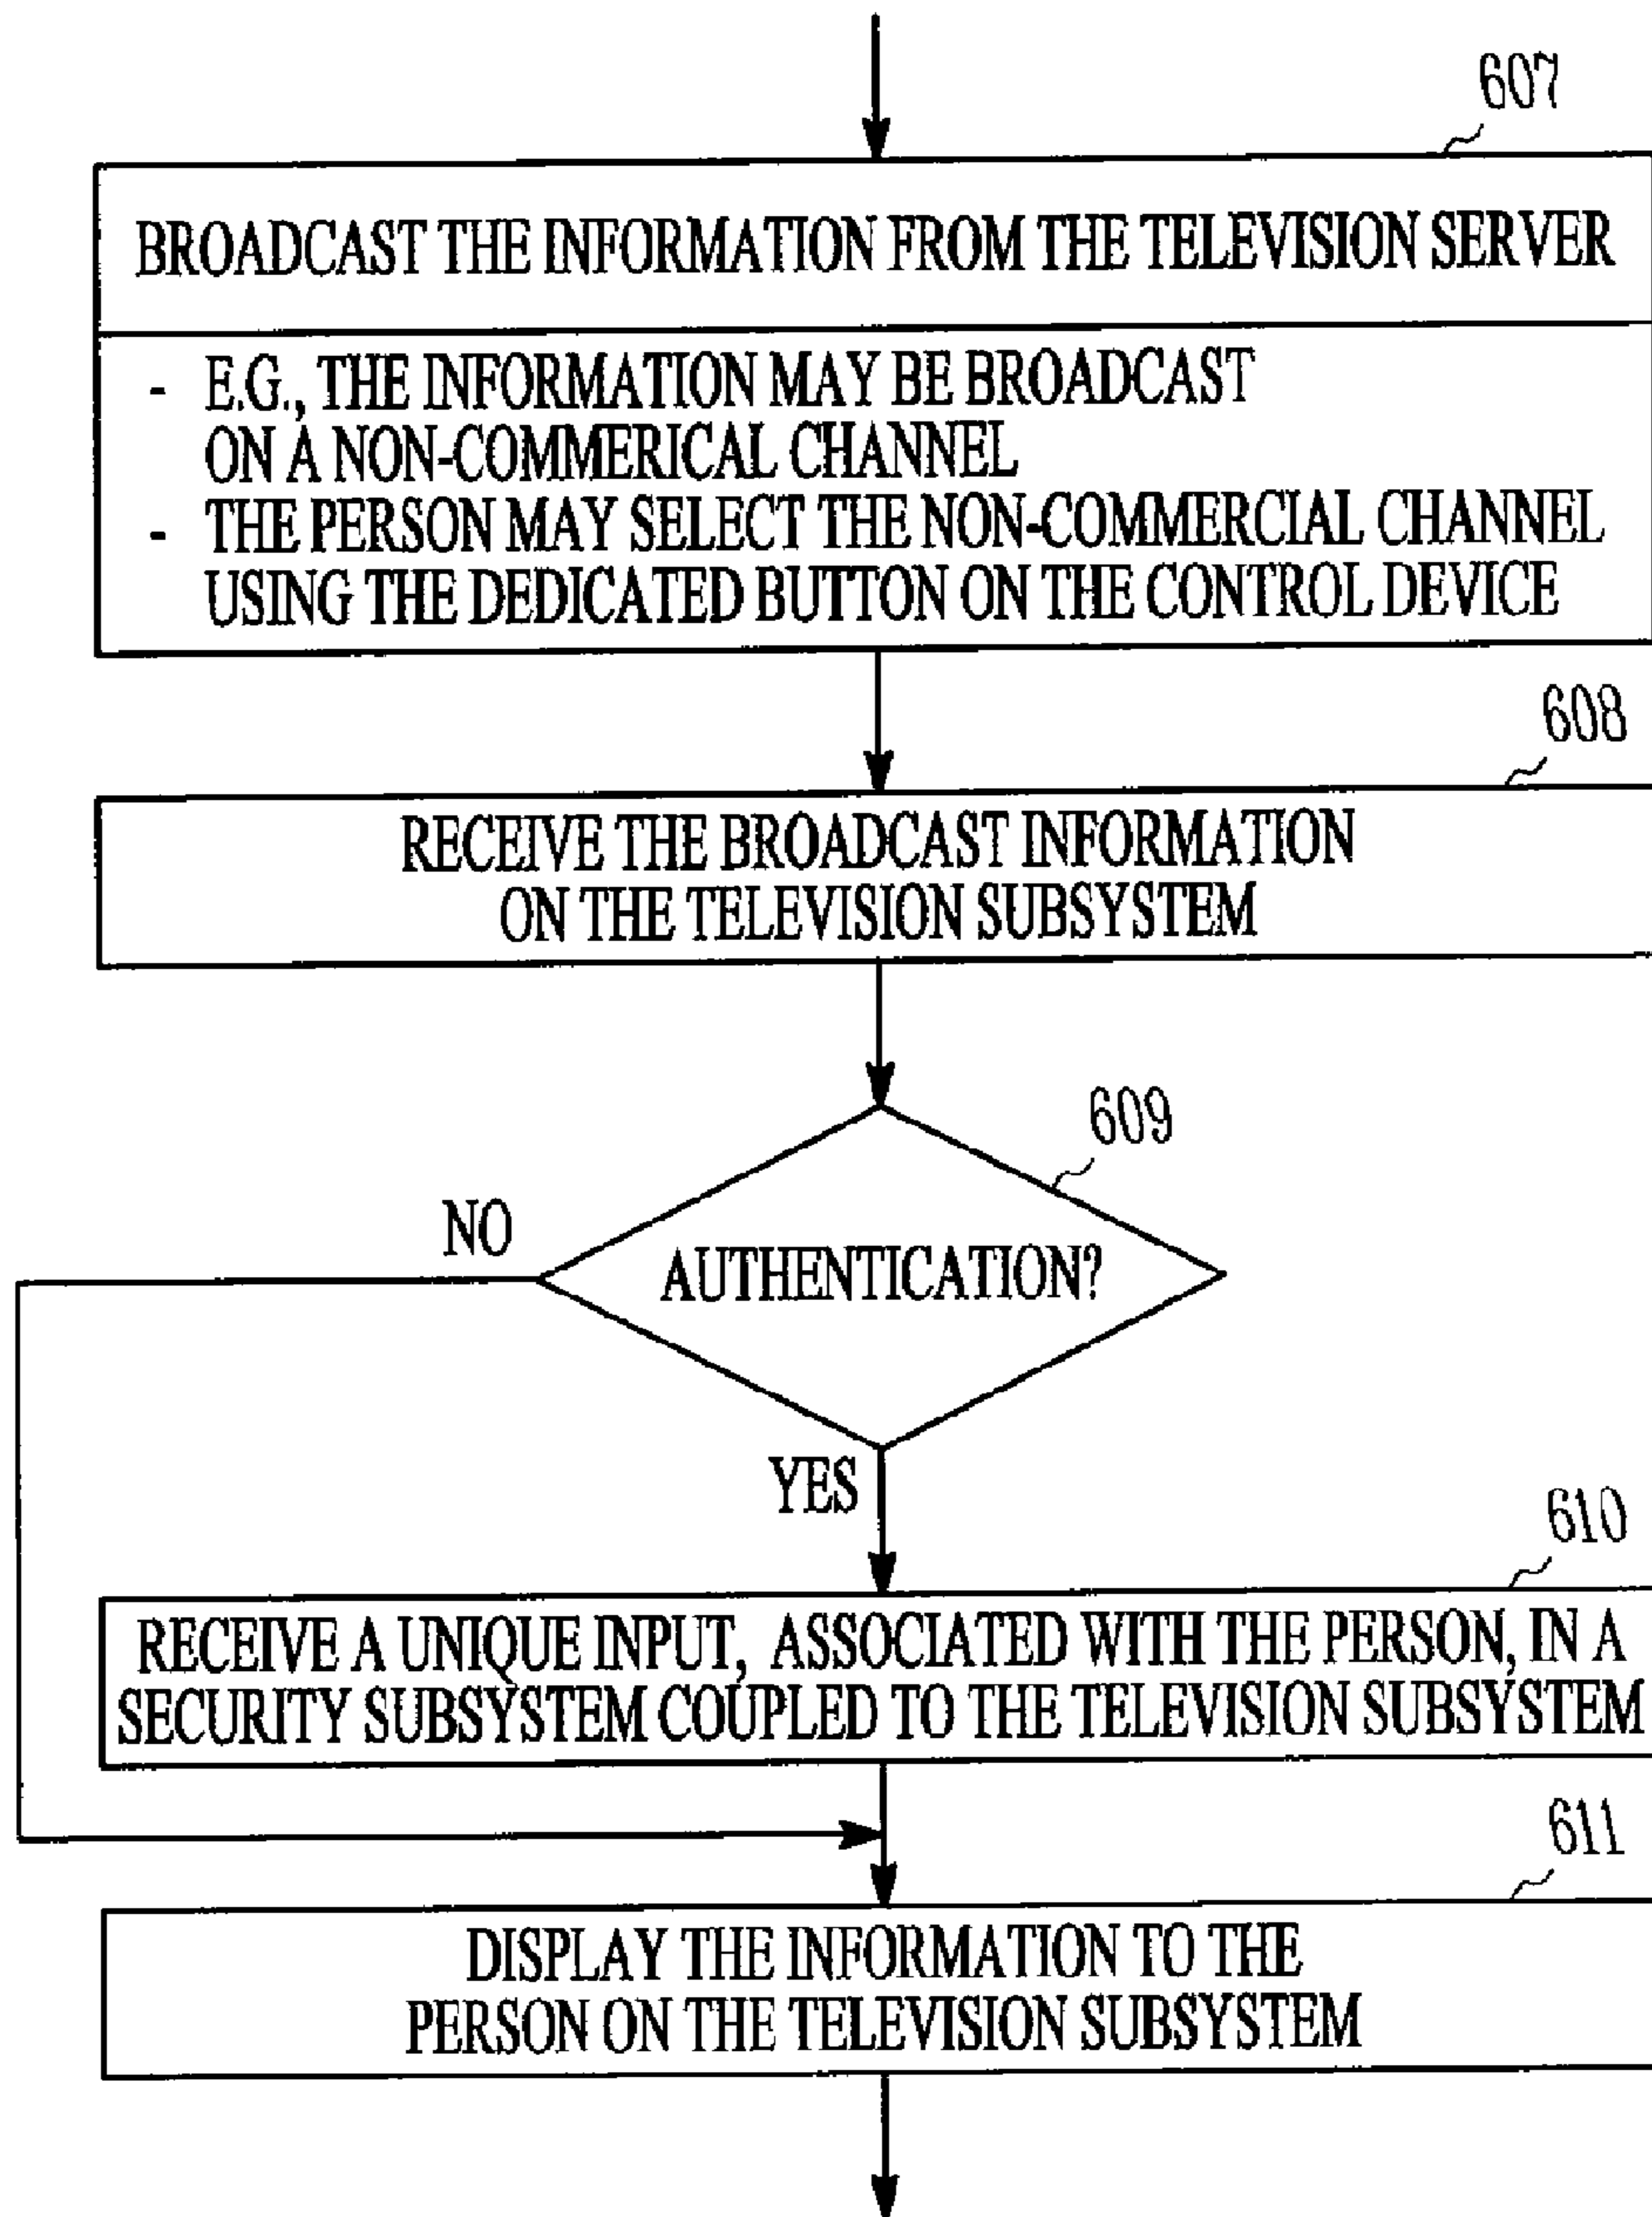 607
BROADCAST THE INFORMATION FROM THE TELEVISION SERVER
- E.G., THE INFORMATION MAY BE BROADCAST
ON A NON-COMMERICAL CHANNEL
- THE PERSON MAY SELECT THE NON-COMMERCIAL CHANNEL
USING THE DEDICATED BUTTON ON THE CONTROL DEVICE
608
RECEIVE THE BROADCAST INFORMATION
ON THE TELEVISION SUBSYSTEM
609
NO
AUTHENTICATION?
YES
610
RECEIVE A UNIQUE INPUT, ASSOCIATED WITH THE PERSON, IN A
SECURITY SUBSYSTEM COUPLED TO THE TELEVISION SUBSYSTEM
611
DISPLAY THE INFORMATION TO THE
PERSON ON THE TELEVISION SUBSYSTEM